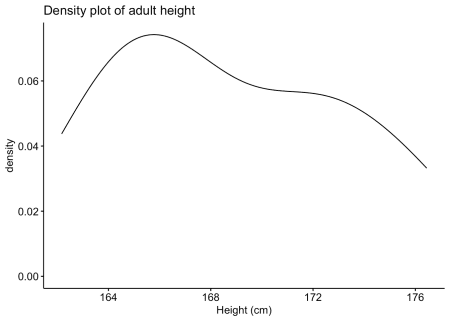 Density plot of adult height
density
0.06
0.04
0.02
0.00
164 168 172 176
Height (cm)